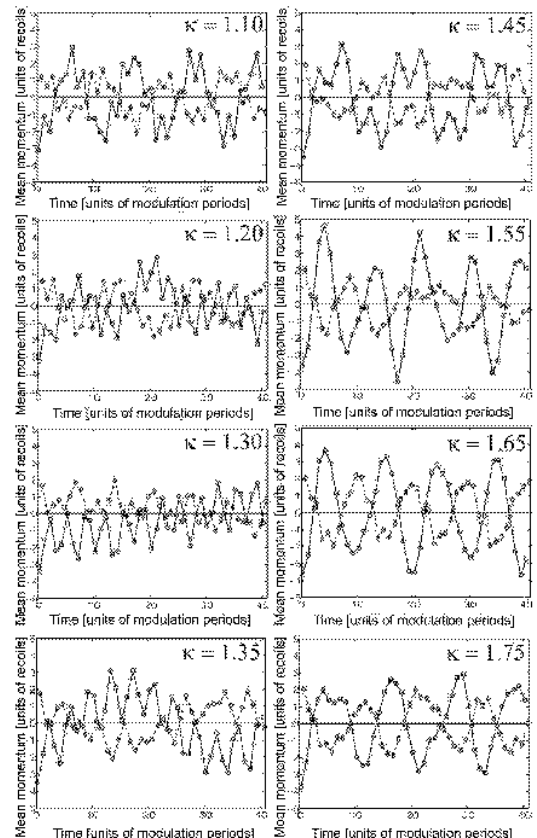 κ = 1.10
Mean momentum [units of recoils]
Time [units of modulation periods]
κ = 1.45
Mean momentum [units of recoils]
Time [units of modulation periods]
κ = 1.20
Mean momentum [units of recoils]
Time [units of modulation periods]
κ = 1.55
Mean momentum [units of recoils]
Time [units of modulation periods]
κ = 1.30
Mean momentum [units of recoils]
Time [units of modulation periods]
κ = 1.65
Mean momentum [units of recoils]
Time [units of modulation periods]
κ = 1.35
Mean momentum [units of recoils]
Time [units of modulation periods]
κ = 1.75
Mean momentum [units of recoils]
Time [units of modulation periods]